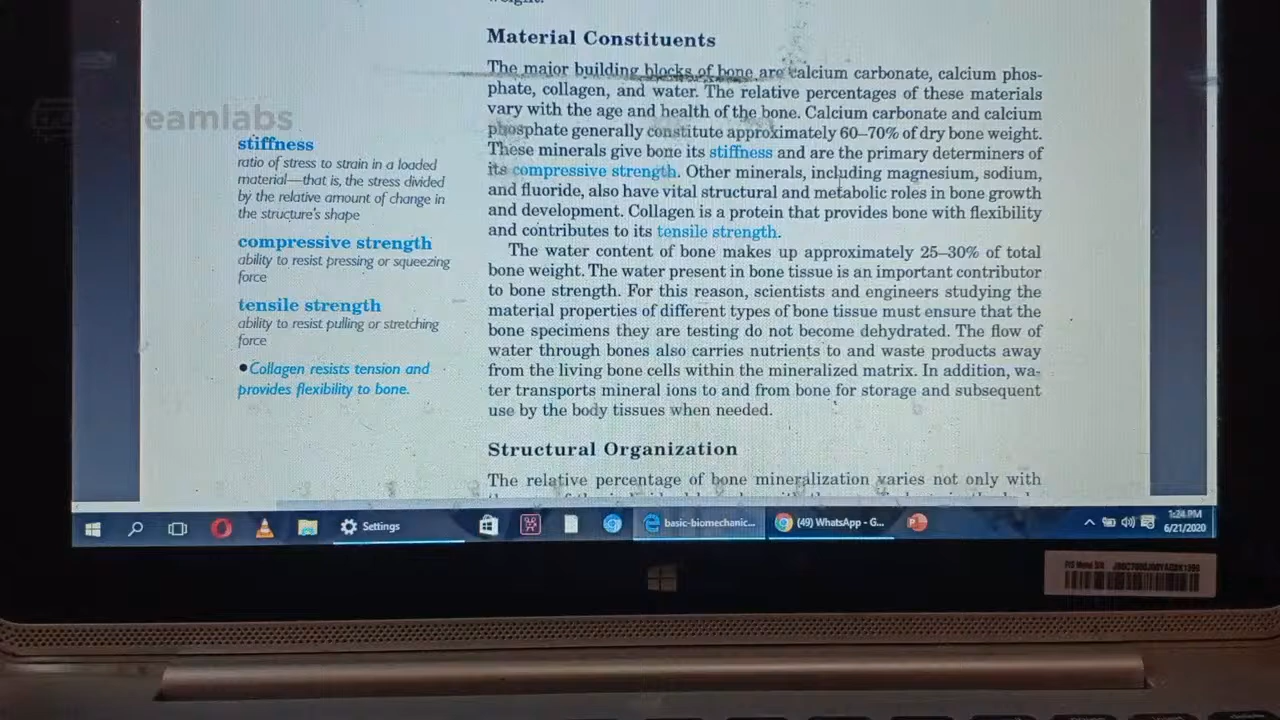 Material Constituents
The major building blocks of bone are calcium carbonate, calcium phos-
phate, collagen, and water. The relative percentages of these materials
vary with the age and health of the bone. Calcium carbonate and calcium
phosphate generally constitute approximately 60–70% of dry bone weight.
These minerals give bone its stiffness and are the primary determiners of
its compressive strength. Other minerals, including magnesium, sodium,
and fluoride, also have vital structural and metabolic roles in bone growth
and development. Collagen is a protein that provides bone with flexibility
and contributes to its tensile strength.
The water content of bone makes up approximately 25–30% of total
bone weight. The water present in bone tissue is an important contributor
to bone strength. For this reason, scientists and engineers studying the
material properties of different types of bone tissue must ensure that the
bone specimens they are testing do not become dehydrated. The flow of
water through bones also carries nutrients to and waste products away
from the living bone cells within the mineralized matrix. In addition, wa-
ter transports mineral ions to and from bone for storage and subsequent
use by the body tissues when needed.
Structural Organization
The relative percentage of bone mineralization varies not only with
stiffness
ratio of stress to strain in a loaded
material—that is, the stress divided
by the relative amount of change in
the structure's shape
compressive strength
ability to resist pressing or squeezing
force
tensile strength
ability to resist pulling or stretching
force
•Collagen resists tension and
provides flexibility to bone.
Settings
basic-biomechanic...
(49) WhatsApp - G...
1:24 PM
6/21/2020